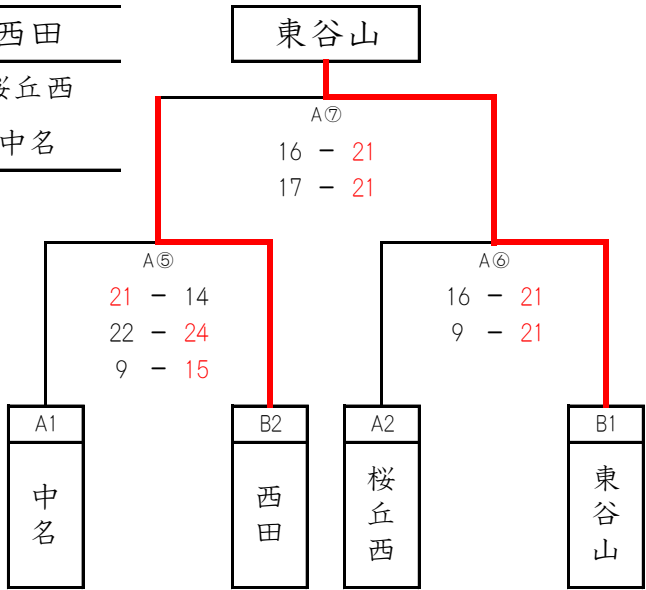 西田
東谷山
桜丘西
中名
A⑦
16 − 21
17 − 21
A⑤
A⑥
21 − 14
16 − 21
22 − 24
9 − 21
9 − 15
A1
B2
A2
B1
中名
西田
桜丘西
東谷山